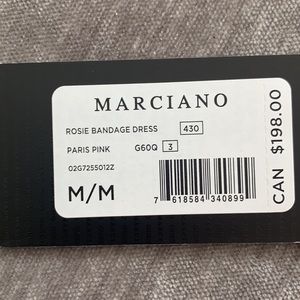 MARCIANO
ROSIE BANDAGE DRESS 430
PARIS PINK G60Q 3
02G7255012Z
M/M
7 618584 340899
CAN $198.00